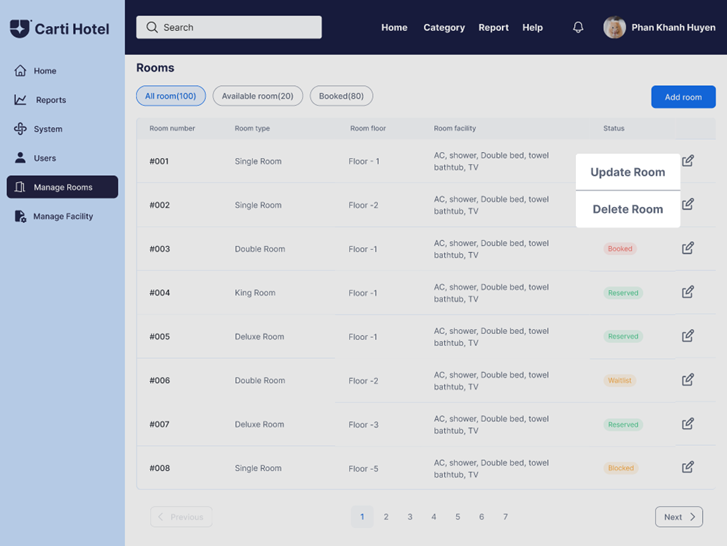 Carti Hotel
Search
Home Category Report Help
Phan Khanh Huyen
Home
Reports
System
Users
Manage Rooms
Manage Facility
Rooms
All room(100) Available room(20) Booked(80)
Add room
Room number Room type Room floor Room facility Status
#001 Single Room Floor - 1 AC, shower, Double bed, towel
bathtub, TV
#002 Single Room Floor -2 AC, shower, Double bed, towel
bathtub, TV
Update Room
Delete Room
#003 Double Room Floor -1 AC, shower, Double bed, towel
bathtub, TV
Booked
#004 King Room Floor -1 AC, shower, Double bed, towel
bathtub, TV
Reserved
#005 Deluxe Room Floor -1 AC, shower, Double bed, towel
bathtub, TV
Reserved
#006 Double Room Floor -2 AC, shower, Double bed, towel
bathtub, TV
Waitlist
#007 Deluxe Room Floor -3 AC, shower, Double bed, towel
bathtub, TV
Reserved
#008 Single Room Floor -5 AC, shower, Double bed, towel
bathtub, TV
Blocked
Previous 1 2 3 4 5 6 7 Next